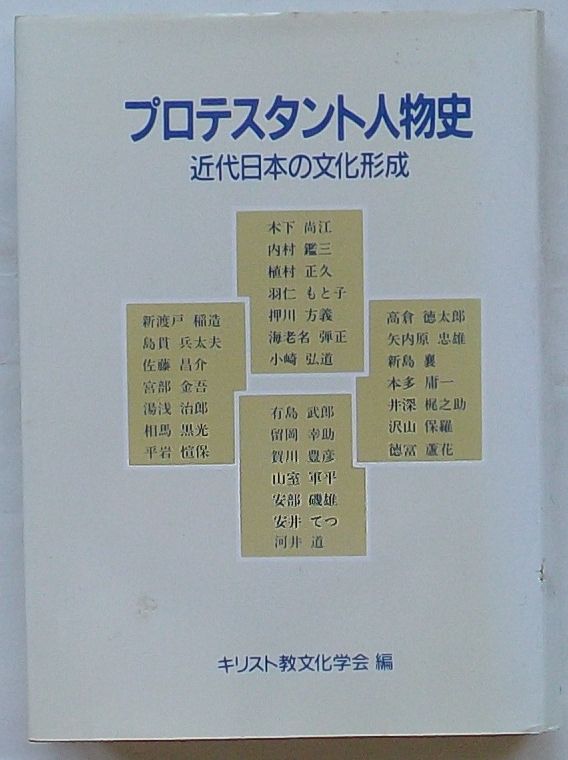 プロテスタント人物史
近代日本の文化形成
木下 尚江
内村 鑑三
植村 正久
羽仁 もと子
押川 方義
海老名 弾正
小崎 弘道
新渡戸 稲造
島貫 兵太夫
佐藤 昌介
宮部 金吾
湯浅 治郎
相馬 黒光
平岩 愃保
高倉 徳太郎
矢内原 忠雄
新島 襄
本多 庸一
井深 梶之助
沢山 保羅
徳冨 蘆花
有島 武郎
留岡 幸助
賀川 豊彦
山室 軍平
安部 磯雄
安井 てつ
河井 道
キリスト教文化学会 編